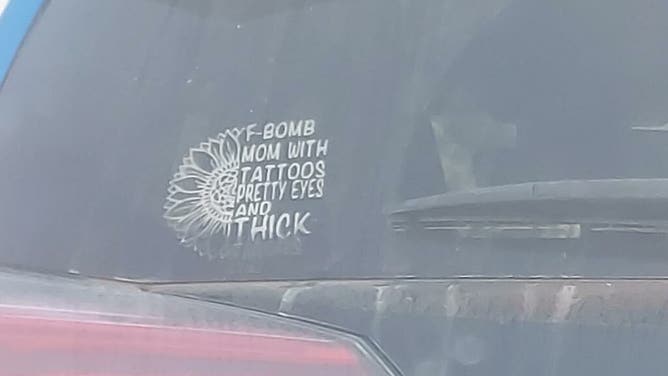 F-BOMB
MOM WITH
TATTOOS
PRETTY EYES
AND
THICK